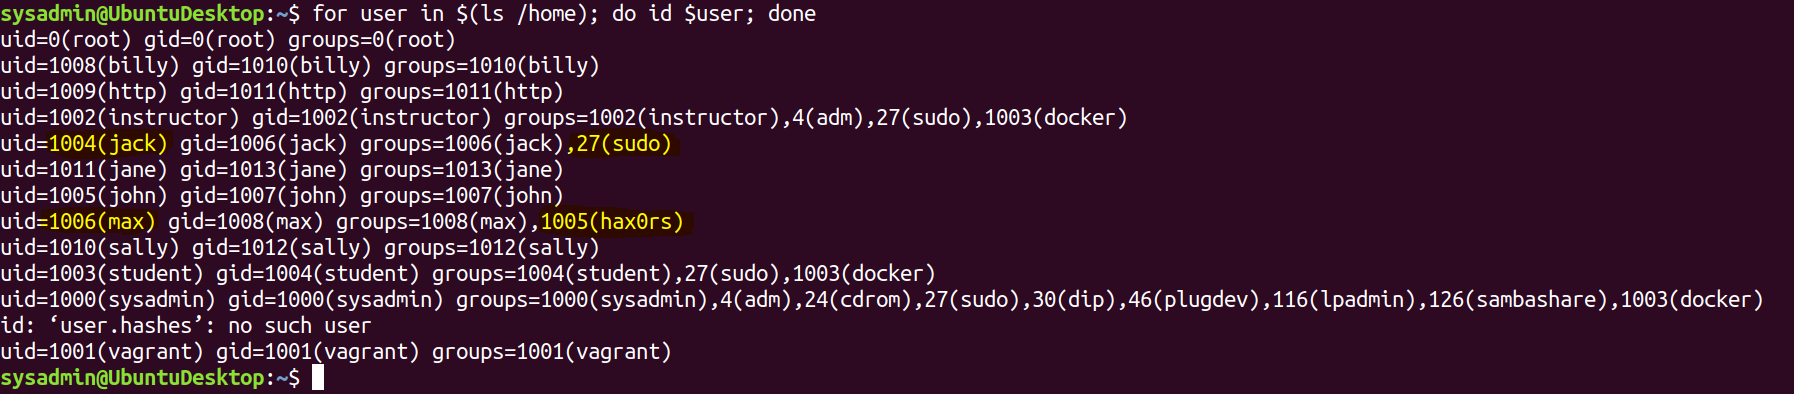 sysadmin@UbuntuDesktop:~$ for user in $(ls /home); do id $user; done
uid=0(root) gid=0(root) groups=0(root)
uid=1008(billy) gid=1010(billy) groups=1010(billy)
uid=1009(http) gid=1011(http) groups=1011(http)
uid=1002(instructor) gid=1002(instructor) groups=1002(instructor),4(adm),27(sudo),1003(docker)
uid=1004(jack) gid=1006(jack) groups=1006(jack),27(sudo)
uid=1011(jane) gid=1013(jane) groups=1013(jane)
uid=1005(john) gid=1007(john) groups=1007(john)
uid=1006(max) gid=1008(max) groups=1008(max),1005(hax0rs)
uid=1010(sally) gid=1012(sally) groups=1012(sally)
uid=1003(student) gid=1004(student) groups=1004(student),27(sudo),1003(docker)
uid=1000(sysadmin) gid=1000(sysadmin) groups=1000(sysadmin),4(adm),24(cdrom),27(sudo),30(dip),46(plugdev),116(lpadmin),126(sambashare),1003(docker)
id: ‘user.hashes’: no such user
uid=1001(vagrant) gid=1001(vagrant) groups=1001(vagrant)
sysadmin@UbuntuDesktop:~$